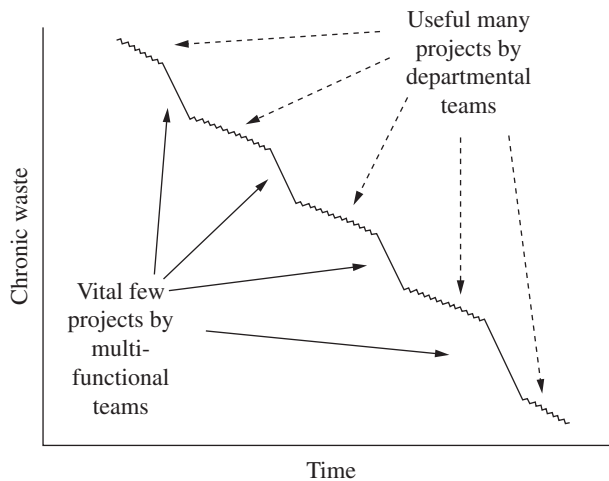 Useful many
projects by
departmental
teams
Chronic waste
Vital few
projects by
multi-
functional
teams
Time